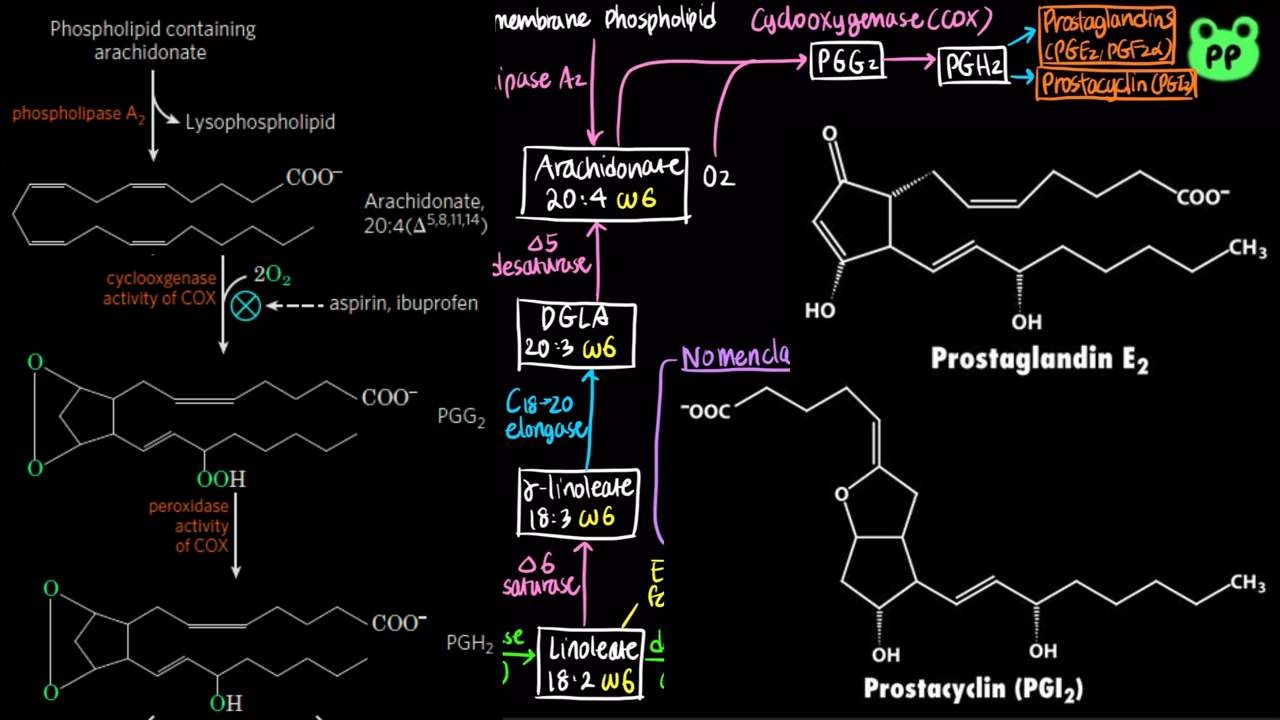 Phospholipid containing
arachidonate
phospholipase A₂
Lysophospholipid
COO⁻
Arachidonate,
20:4(Δ⁵,⁸,¹¹,¹⁴)
cyclooxgenase
activity of COX
2O₂
aspirin, ibuprofen
O
COO⁻
PGG₂
O
OOH
peroxidase
activity
of COX
O
COO⁻
PGH₂
O
OH
membrane phospholipid
ipase A₂
Arachidonate
20:4 ω6
O₂
Δ5
desaturase
DGLA
20:3 ω6
C₁₈→₂₀
elongase
γ-linoleate
18:3 ω6
Δ6
saturase
Linoleate
18:2 ω6
se
)
Cyclooxygenase (COX)
PGG₂
PGH₂
Prostaglandins
(PGE₂, PGF₂α)
Prostacyclin (PGI₂)
PP
O
COO⁻
CH₃
HO
OH
Prostaglandin E₂
Nomencla
⁻OOC
O
CH₃
OH
OH
Prostacyclin (PGI₂)